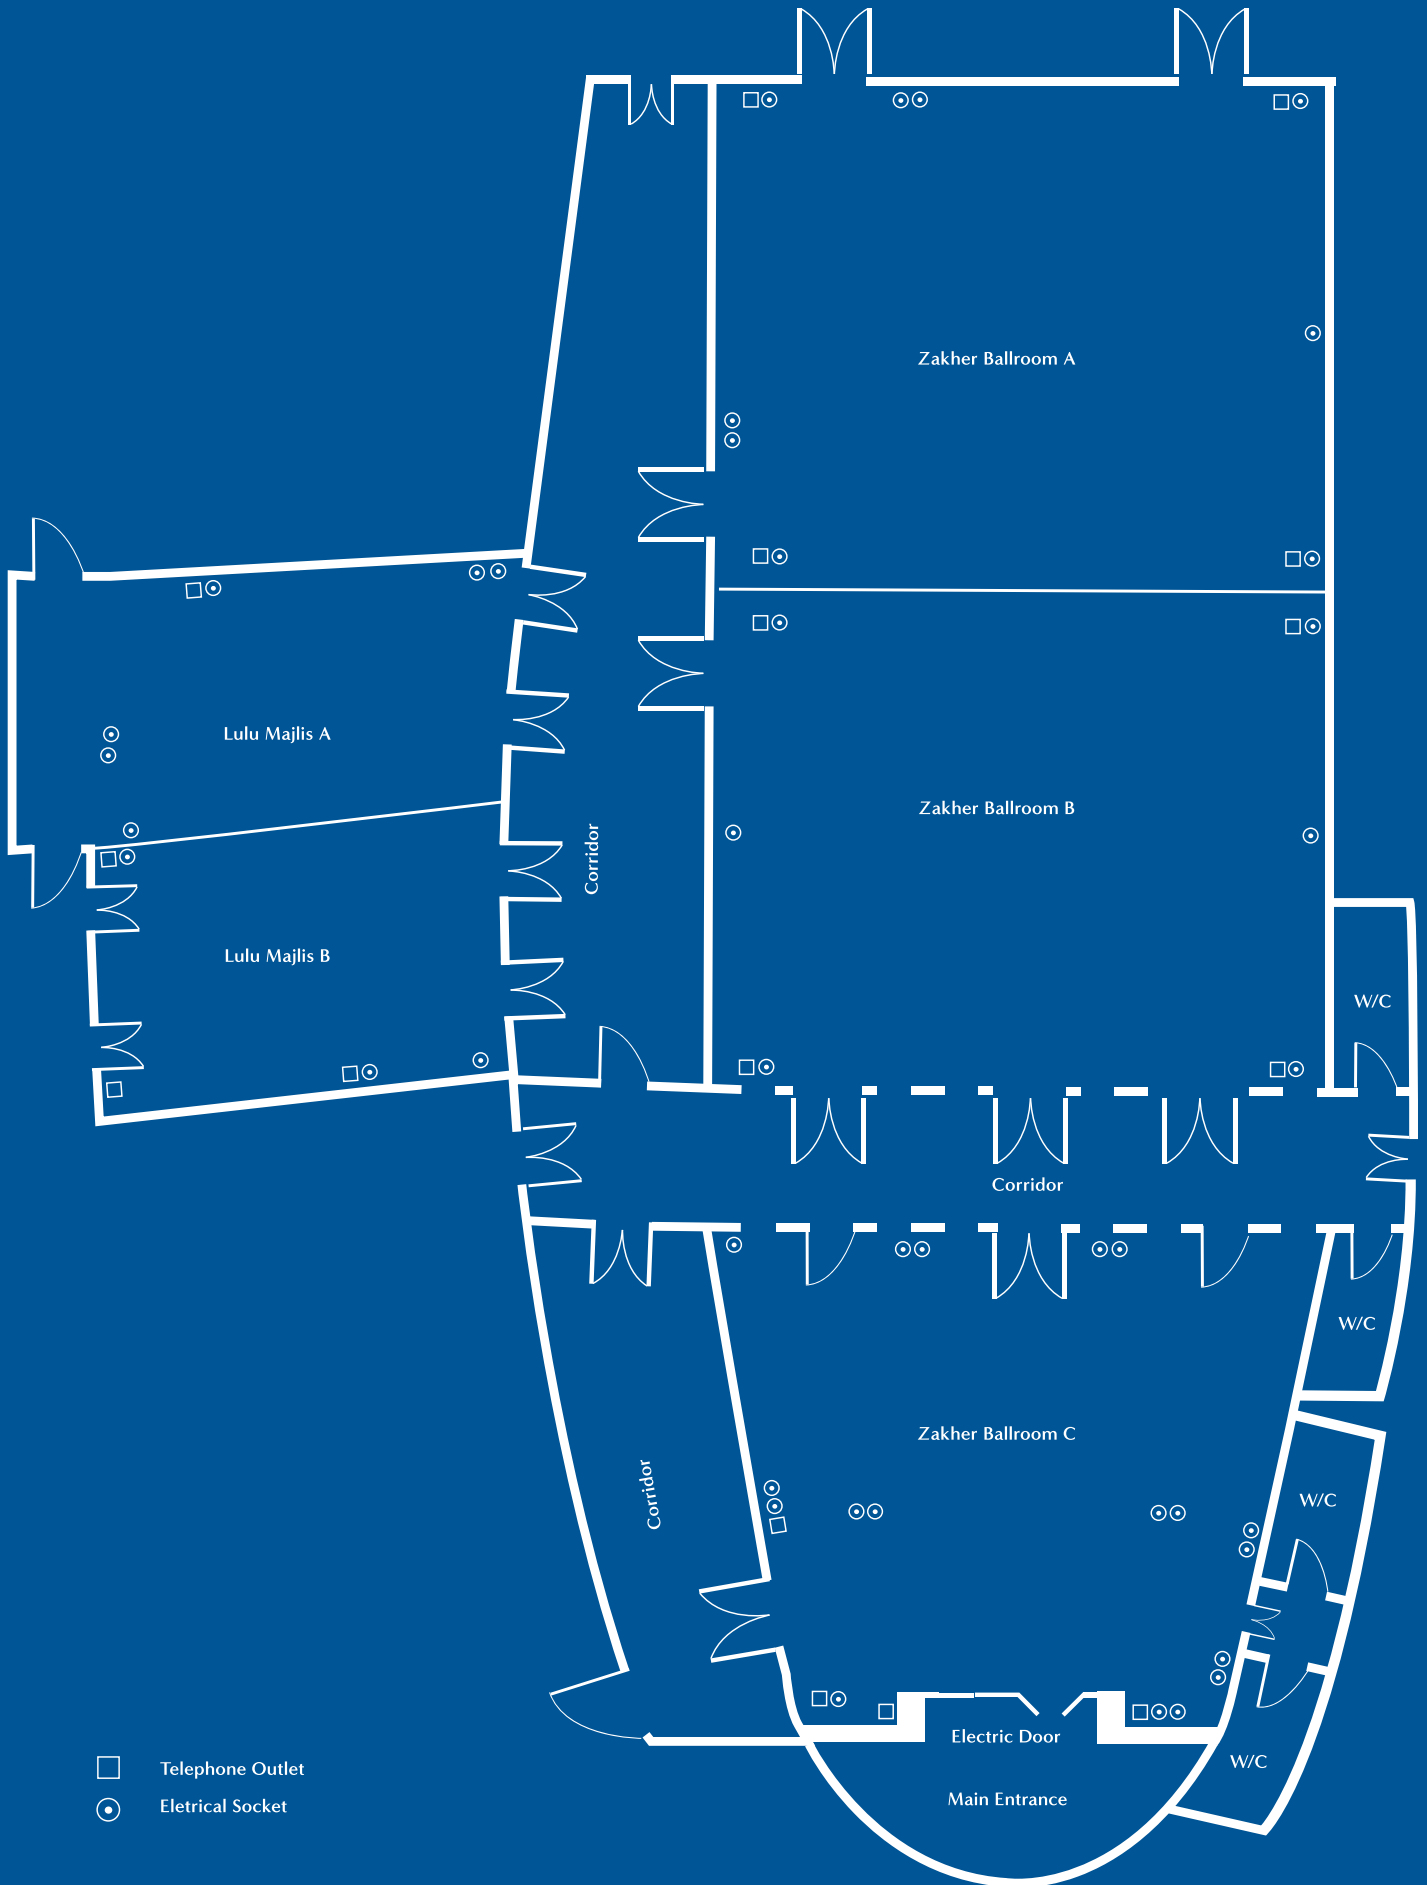 Zakher Ballroom A
Lulu Majlis A
Zakher Ballroom B
Corridor
Lulu Majlis B
W/C
Corridor
W/C
Zakher Ballroom C
Corridor
W/C
Electric Door
W/C
Main Entrance
Telephone Outlet
Eletrical Socket